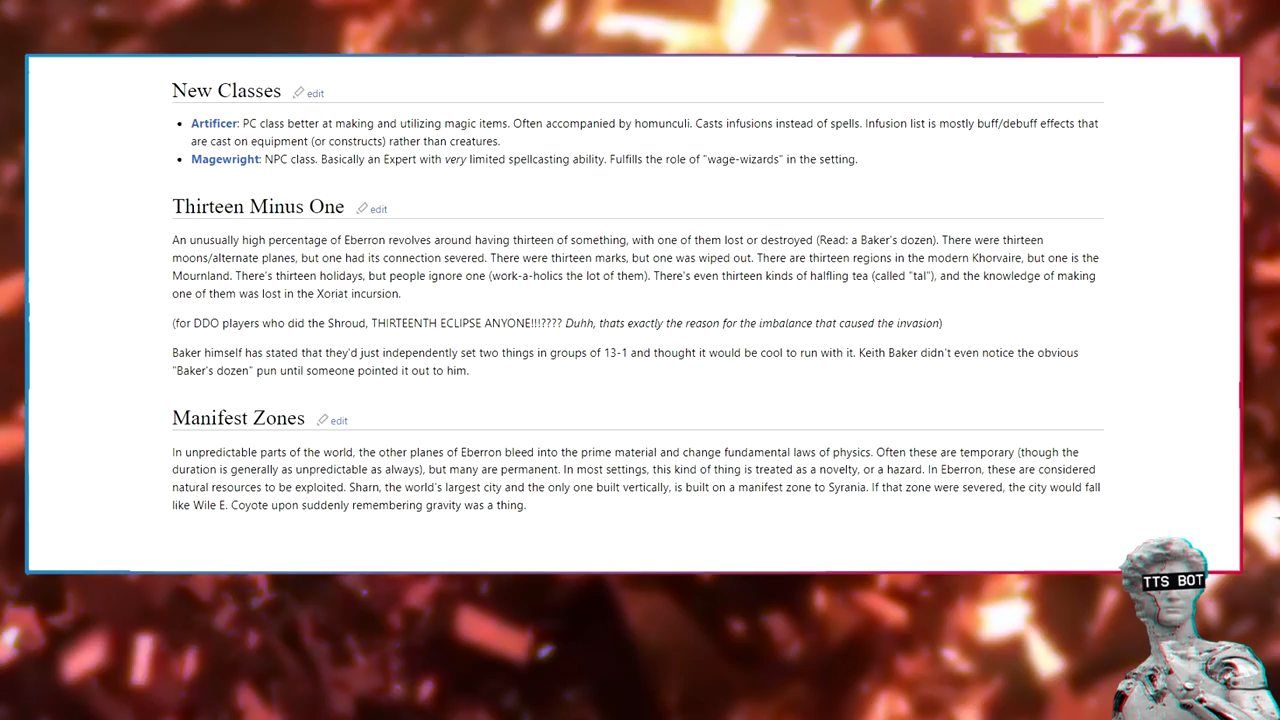 New Classes edit
• Artificer: PC class better at making and utilizing magic items. Often accompanied by homunculi. Casts infusions instead of spells. Infusion list is mostly buff/debuff effects that
are cast on equipment (or constructs) rather than creatures.
• Magewright: NPC class. Basically an Expert with very limited spellcasting ability. Fulfills the role of "wage-wizards" in the setting.
Thirteen Minus One edit
An unusually high percentage of Eberron revolves around having thirteen of something, with one of them lost or destroyed (Read: a Baker's dozen). There were thirteen
moons/alternate planes, but one had its connection severed. There were thirteen marks, but one was wiped out. There are thirteen regions in the modern Khorvaire, but one is the
Mournland. There's thirteen holidays, but people ignore one (work-a-holics the lot of them). There's even thirteen kinds of halfling tea (called "tal"), and the knowledge of making
one of them was lost in the Xoriat incursion.
(for DDO players who did the Shroud, THIRTEENTH ECLIPSE ANYONE!!!???? Duhh, thats exactly the reason for the imbalance that caused the invasion)
Baker himself has stated that they'd just independently set two things in groups of 13-1 and thought it would be cool to run with it. Keith Baker didn't even notice the obvious
"Baker's dozen" pun until someone pointed it out to him.
Manifest Zones edit
In unpredictable parts of the world, the other planes of Eberron bleed into the prime material and change fundamental laws of physics. Often these are temporary (though the
duration is generally as unpredictable as always), but many are permanent. In most settings, this kind of thing is treated as a novelty, or a hazard. In Eberron, these are considered
natural resources to be exploited. Sharn, the world's largest city and the only one built vertically, is built on a manifest zone to Syrania. If that zone were severed, the city would fall
like Wile E. Coyote upon suddenly remembering gravity was a thing.
TTS BOT